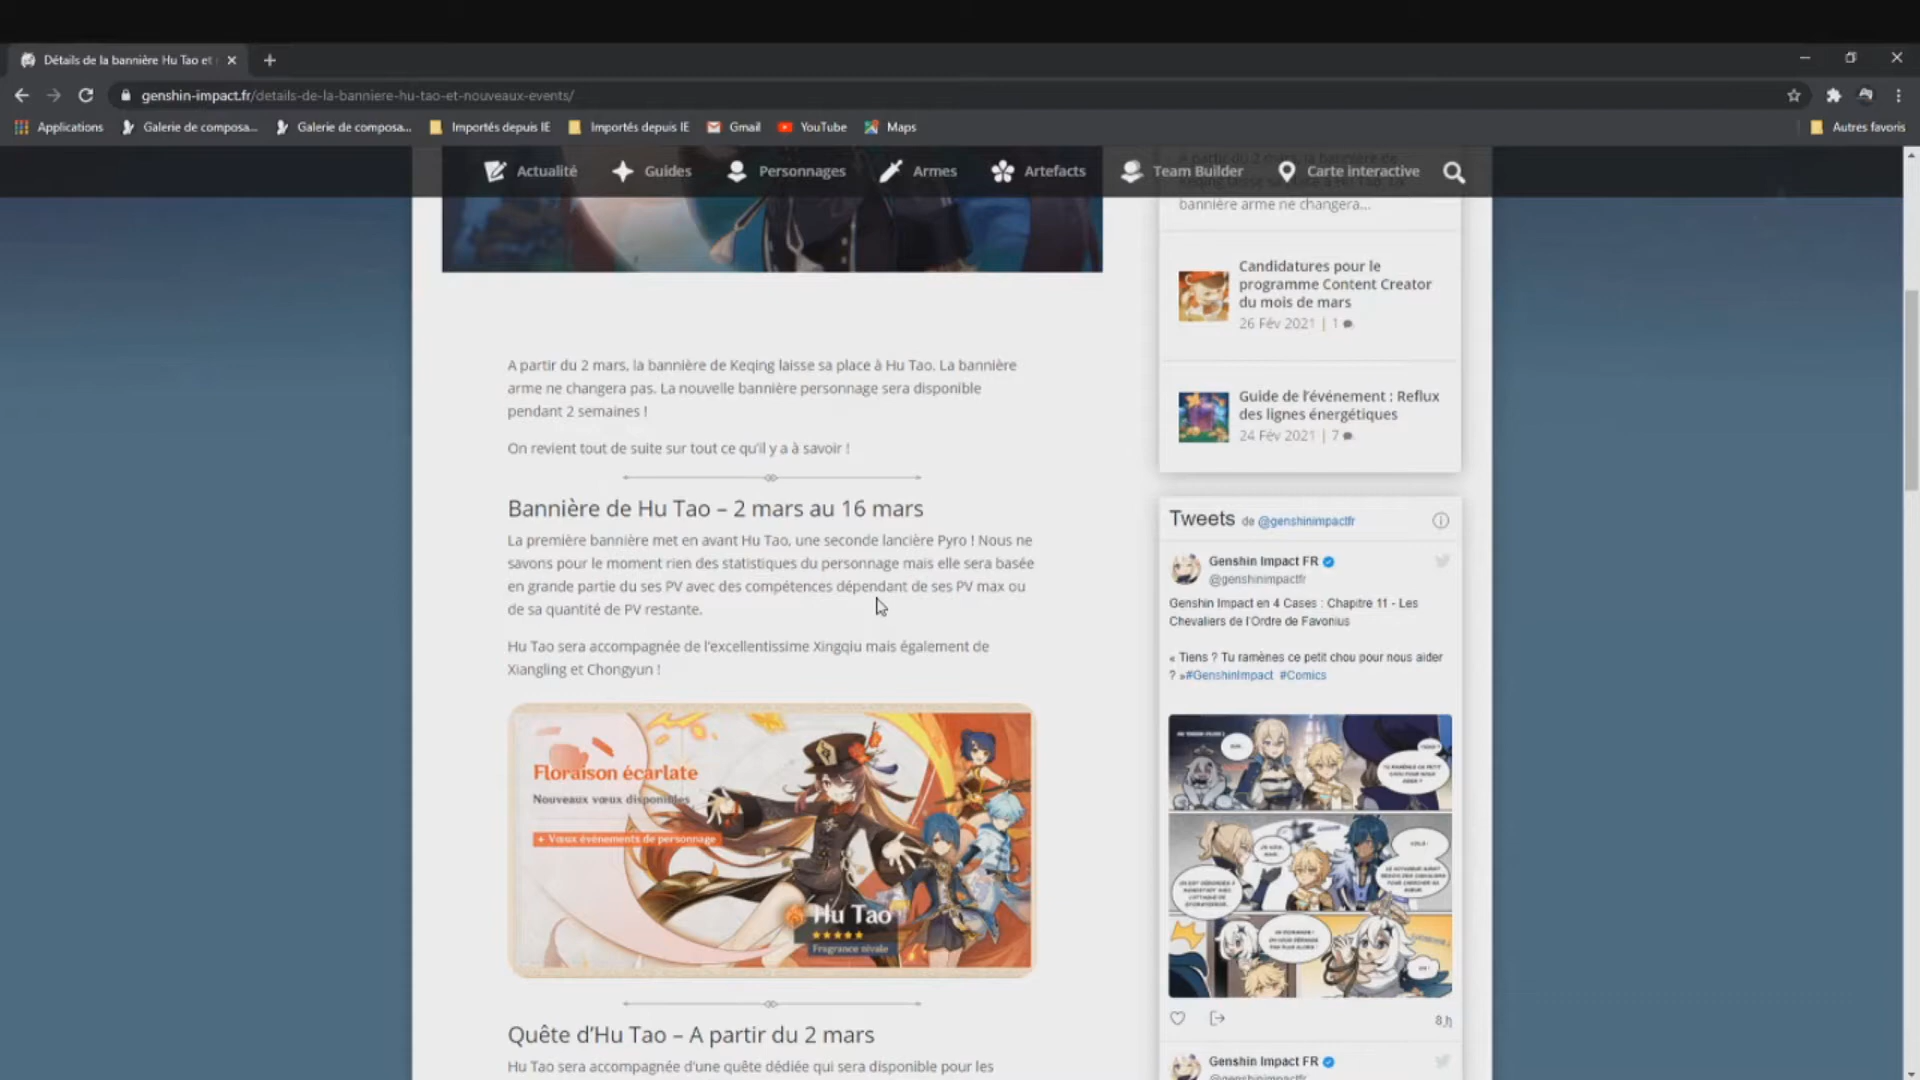 Détails de la bannière Hu Tao et
genshin-impact.fr/details-de-la-banniere-hu-tao-et-nouveaux-events/
Applications
Galerie de composa...
Galerie de composa...
Importés depuis IE
Importés depuis IE
Gmail
YouTube
Maps
Autres favoris
Actualité
Guides
Personnages
Armes
Artefacts
Team Builder
Carte interactive
A partir du 2 mars, la bannière de Keqing laisse sa place à Hu Tao. La bannière
arme ne changera pas. La nouvelle bannière personnage sera disponible
pendant 2 semaines !
On revient tout de suite sur tout ce qu'il y a à savoir !
Bannière de Hu Tao – 2 mars au 16 mars
La première bannière met en avant Hu Tao, une seconde lancière Pyro ! Nous ne
savons pour le moment rien des statistiques du personnage mais elle sera basée
en grande partie du ses PV avec des compétences dépendant de ses PV max ou
de sa quantité de PV restante.
Hu Tao sera accompagnée de l'excellentissime Xingqiu mais également de
Xiangling et Chongyun !
Floraison écarlate
Nouveaux vœux disponibles
+ Vœux événements de personnage
Hu Tao
Fragrance nivale
Quête d'Hu Tao – A partir du 2 mars
Hu Tao sera accompagnée d'une quête dédiée qui sera disponible pour les
bannière arme ne changera...
Candidatures pour le
programme Content Creator
du mois de mars
26 Fév 2021 | 1
Guide de l'événement : Reflux
des lignes énergétiques
24 Fév 2021 | 7
Tweets de @genshinimpactfr
Genshin Impact FR
@genshinimpactfr
Genshin Impact en 4 Cases : Chapitre 11 - Les
Chevaliers de l'Ordre de Favonius
« Tiens ? Tu ramènes ce petit chou pour nous aider
? »#GenshinImpact #Comics
8 h
Genshin Impact FR
@genshinimpactfr